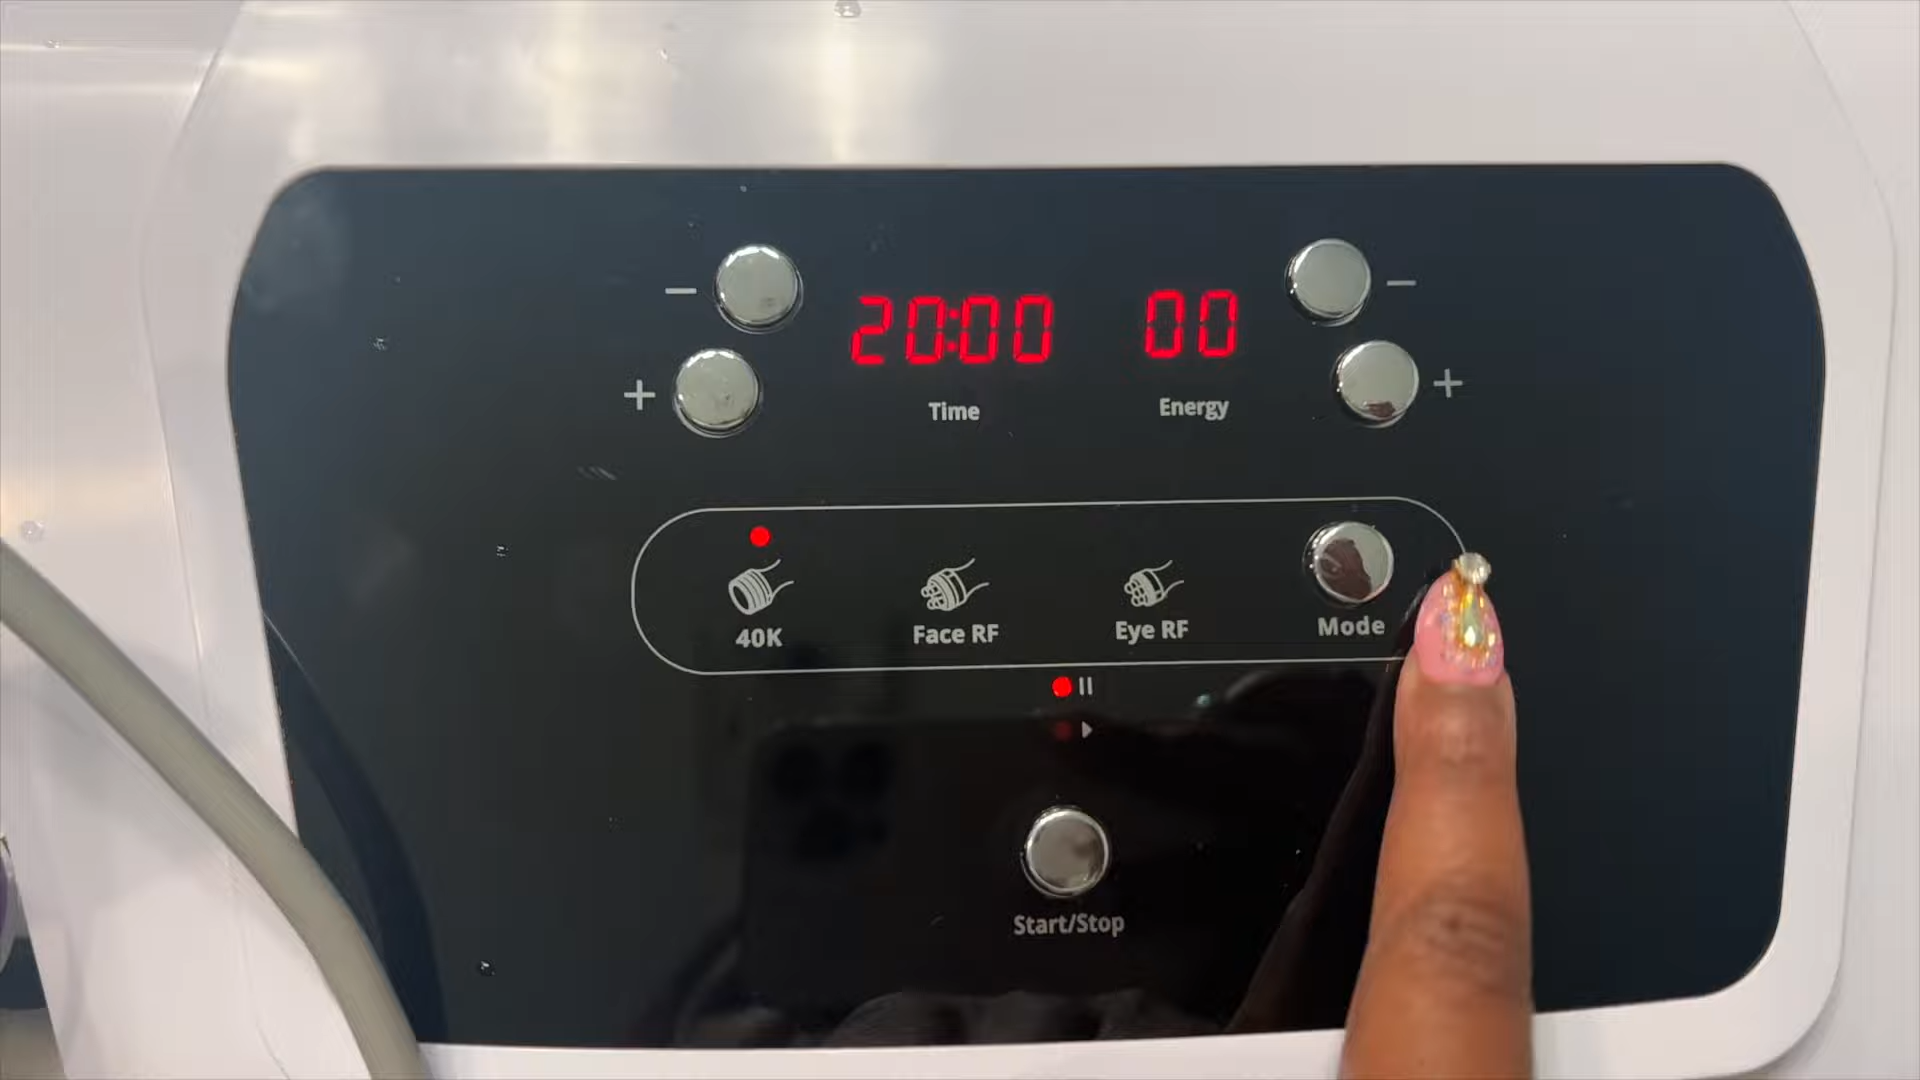 − 20:00 00 −
+ Time Energy +
40K Face RF Eye RF Mode
Start/Stop